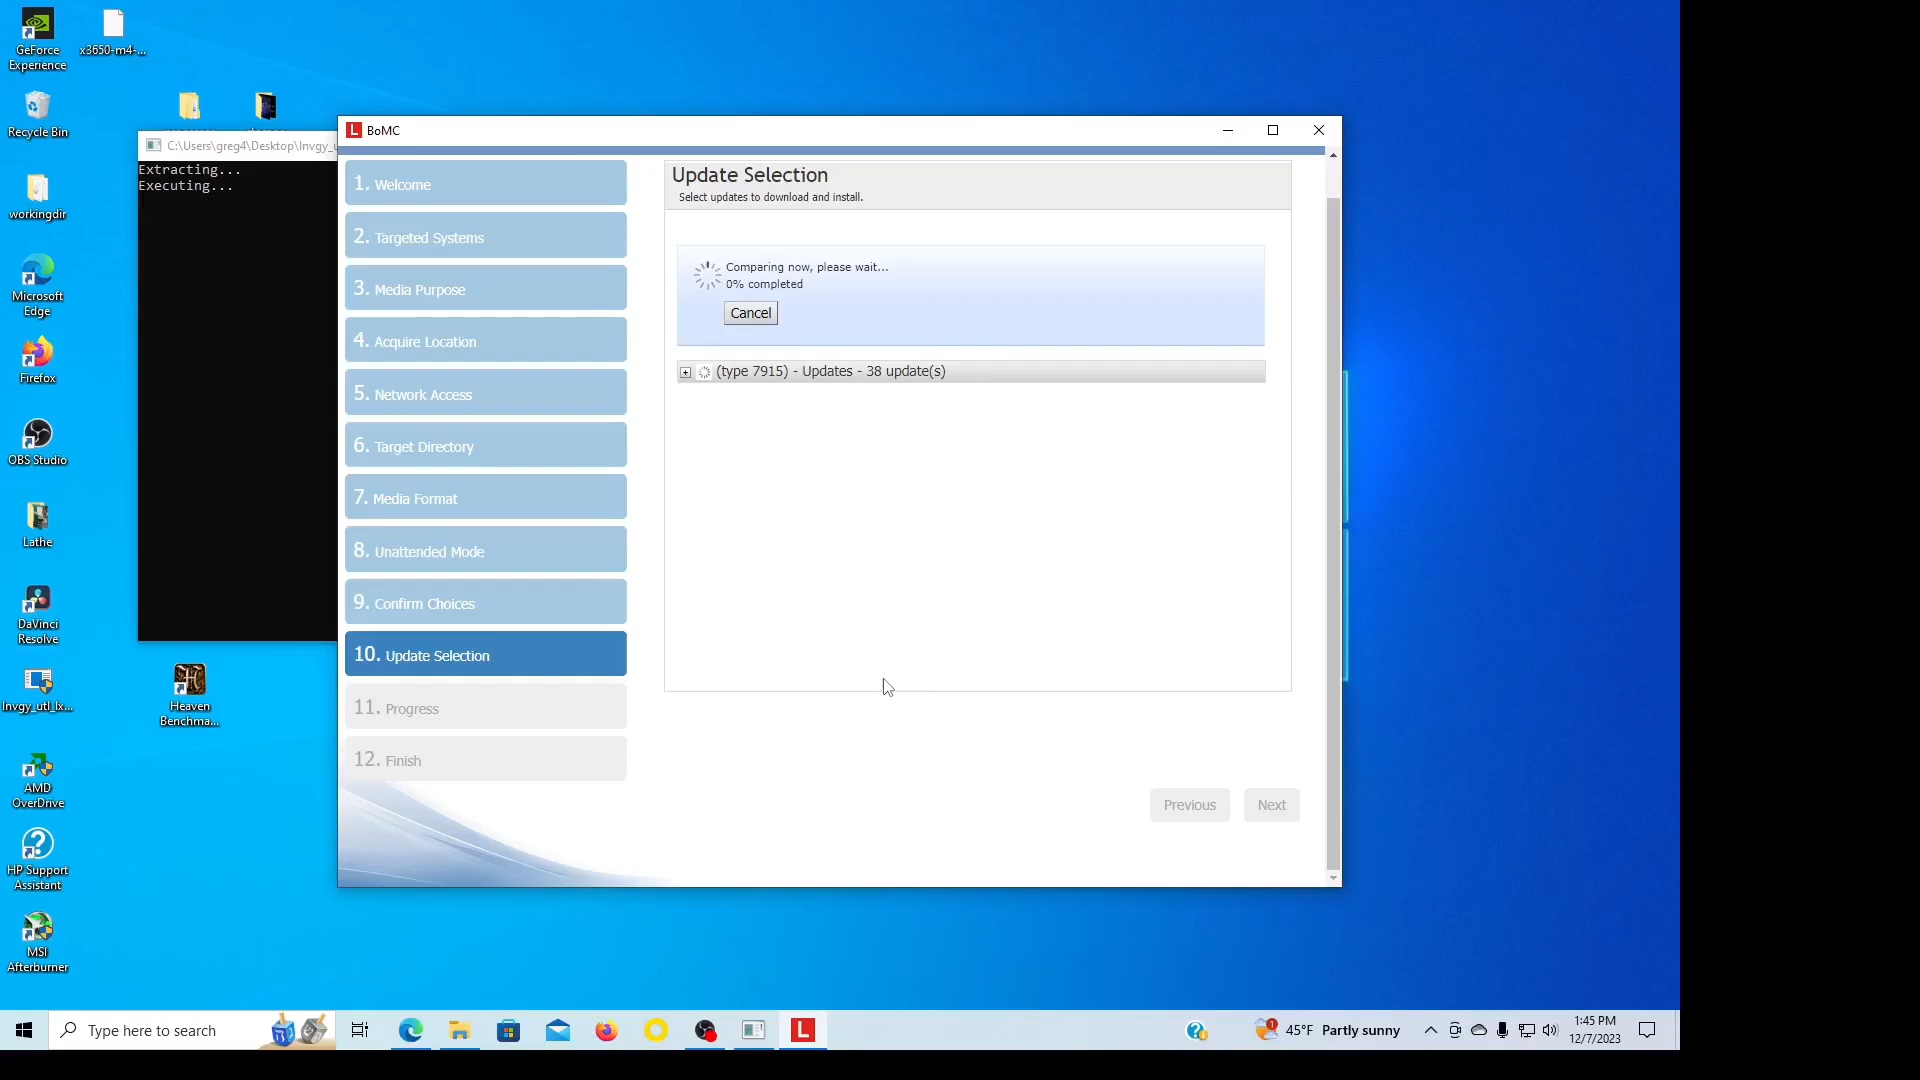 GeForce
Experience
x3650-m4-...
Recycle Bin
workingdir
Microsoft
Edge
Firefox
OBS Studio
Lathe
DaVinci
Resolve
lnvgy_utl_lx...
Heaven
Benchma...
AMD
OverDrive
HP Support
Assistant
MSI
Afterburner
C:\Users\greg4\Desktop\lnvgy_u
Extracting...
Executing...
BoMC
1. Welcome
2. Targeted Systems
3. Media Purpose
4. Acquire Location
5. Network Access
6. Target Directory
7. Media Format
8. Unattended Mode
9. Confirm Choices
10. Update Selection
11. Progress
12. Finish
Update Selection
Select updates to download and install.
Comparing now, please wait...
0% completed
Cancel
(type 7915) - Updates - 38 update(s)
Previous
Next
Type here to search
45°F Partly sunny
1:45 PM
12/7/2023